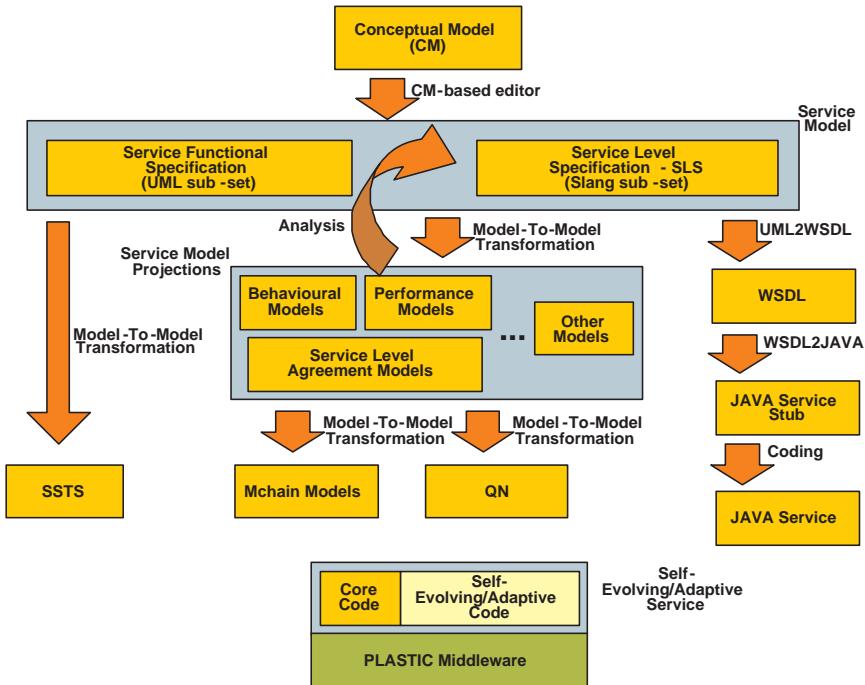 Conceptual Model
(CM)
CM-based editor
Service
Model
Service Functional
Specification
(UML sub -set)
Service Level
Specification - SLS
(Slang sub -set)
Analysis
Model-To-Model
Transformation
UML2WSDL
Service Model
Projections
Behavioural
Models
Performance
Models
...
Other
Models
Service Level
Agreement Models
WSDL
Model -To-Model
Transformation
WSDL2JAVA
JAVA Service
Stub
Model -To-Model
Transformation
Model -To-Model
Transformation
Coding
SSTS
Mchain Models
QN
JAVA Service
Core
Code
Self-
Evolving/Adaptive
Code
Self-
Evolving/Adaptive
Service
PLASTIC Middleware